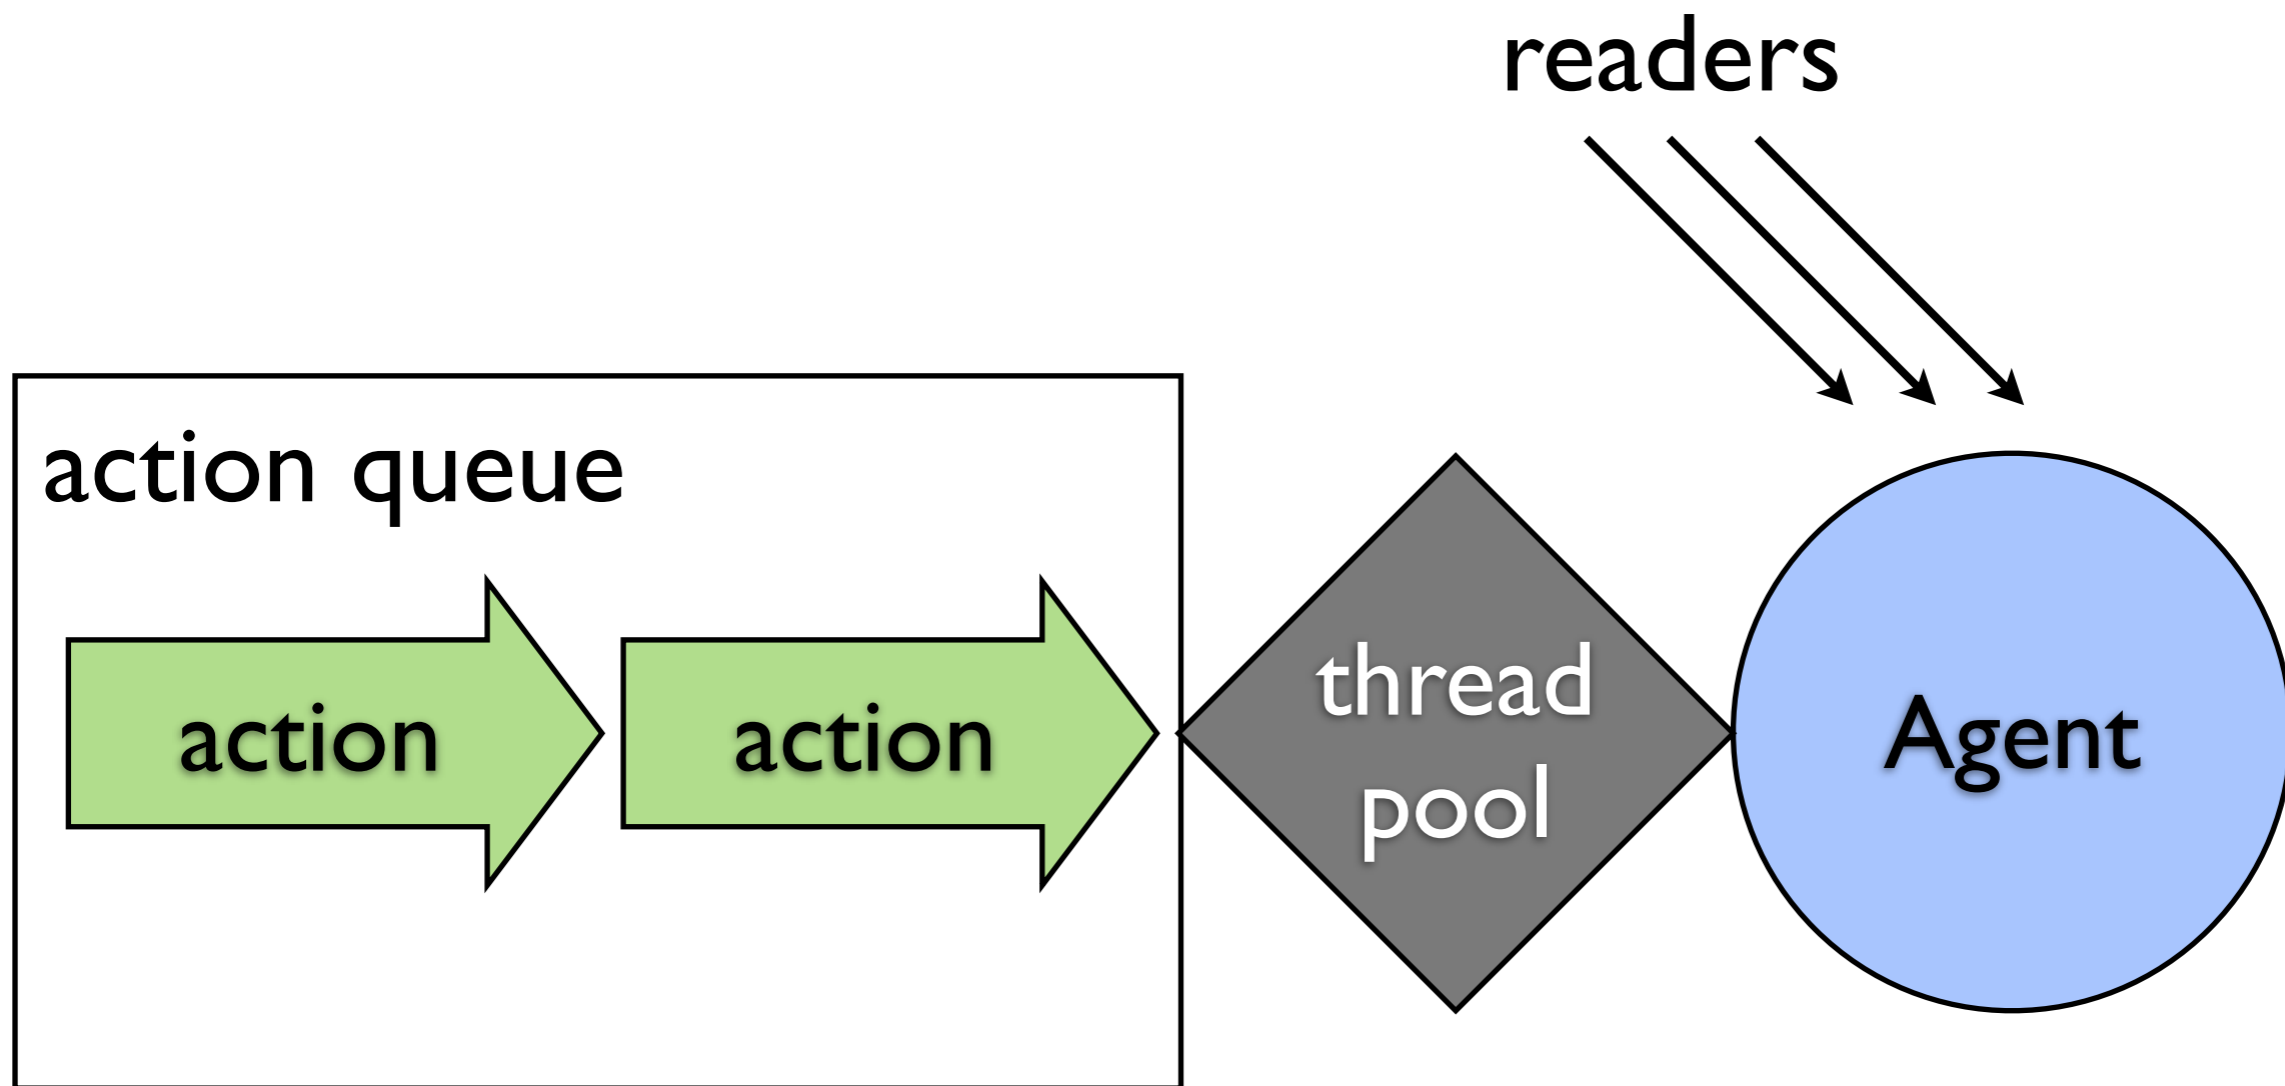 readers
action queue
action
action
thread
pool
Agent